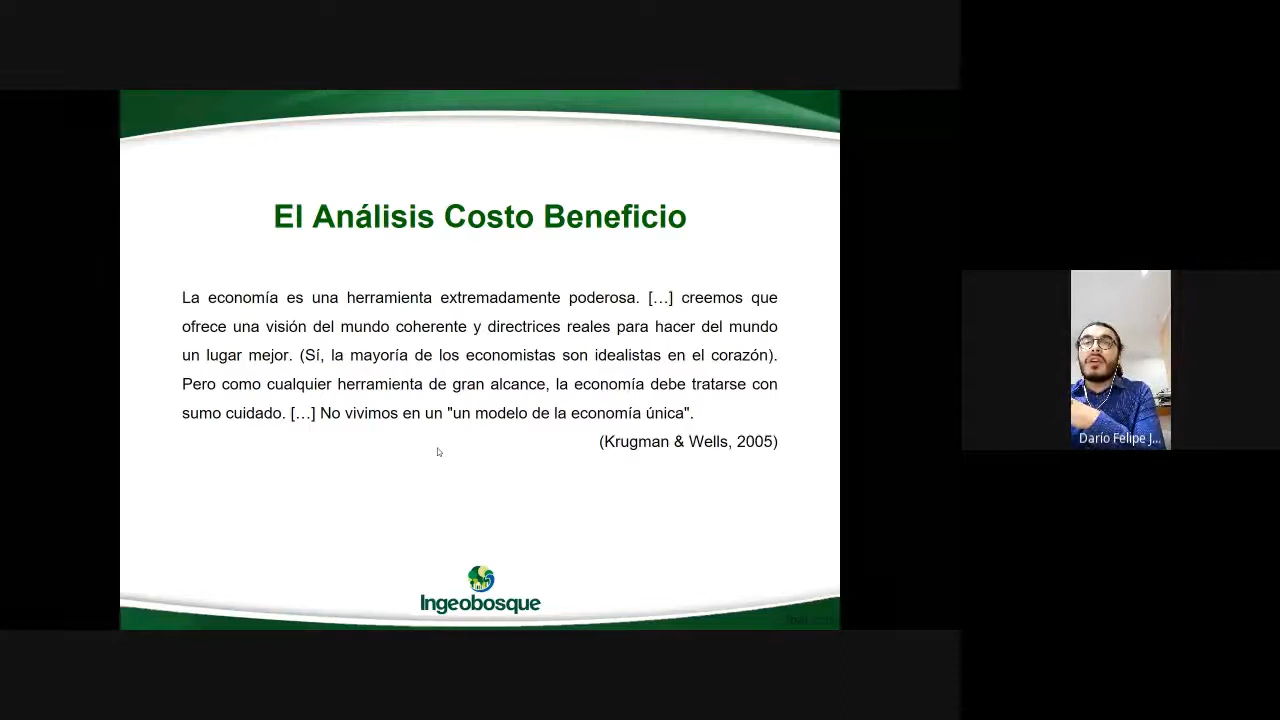 El Análisis Costo Beneficio
La economía es una herramienta extremadamente poderosa. […] creemos que
ofrece una visión del mundo coherente y directrices reales para hacer del mundo
un lugar mejor. (Sí, la mayoría de los economistas son idealistas en el corazón).
Pero como cualquier herramienta de gran alcance, la economía debe tratarse con
sumo cuidado. […] No vivimos en un "un modelo de la economía única".
(Krugman & Wells, 2005)
Ingeobosque
Darío Felipe J...